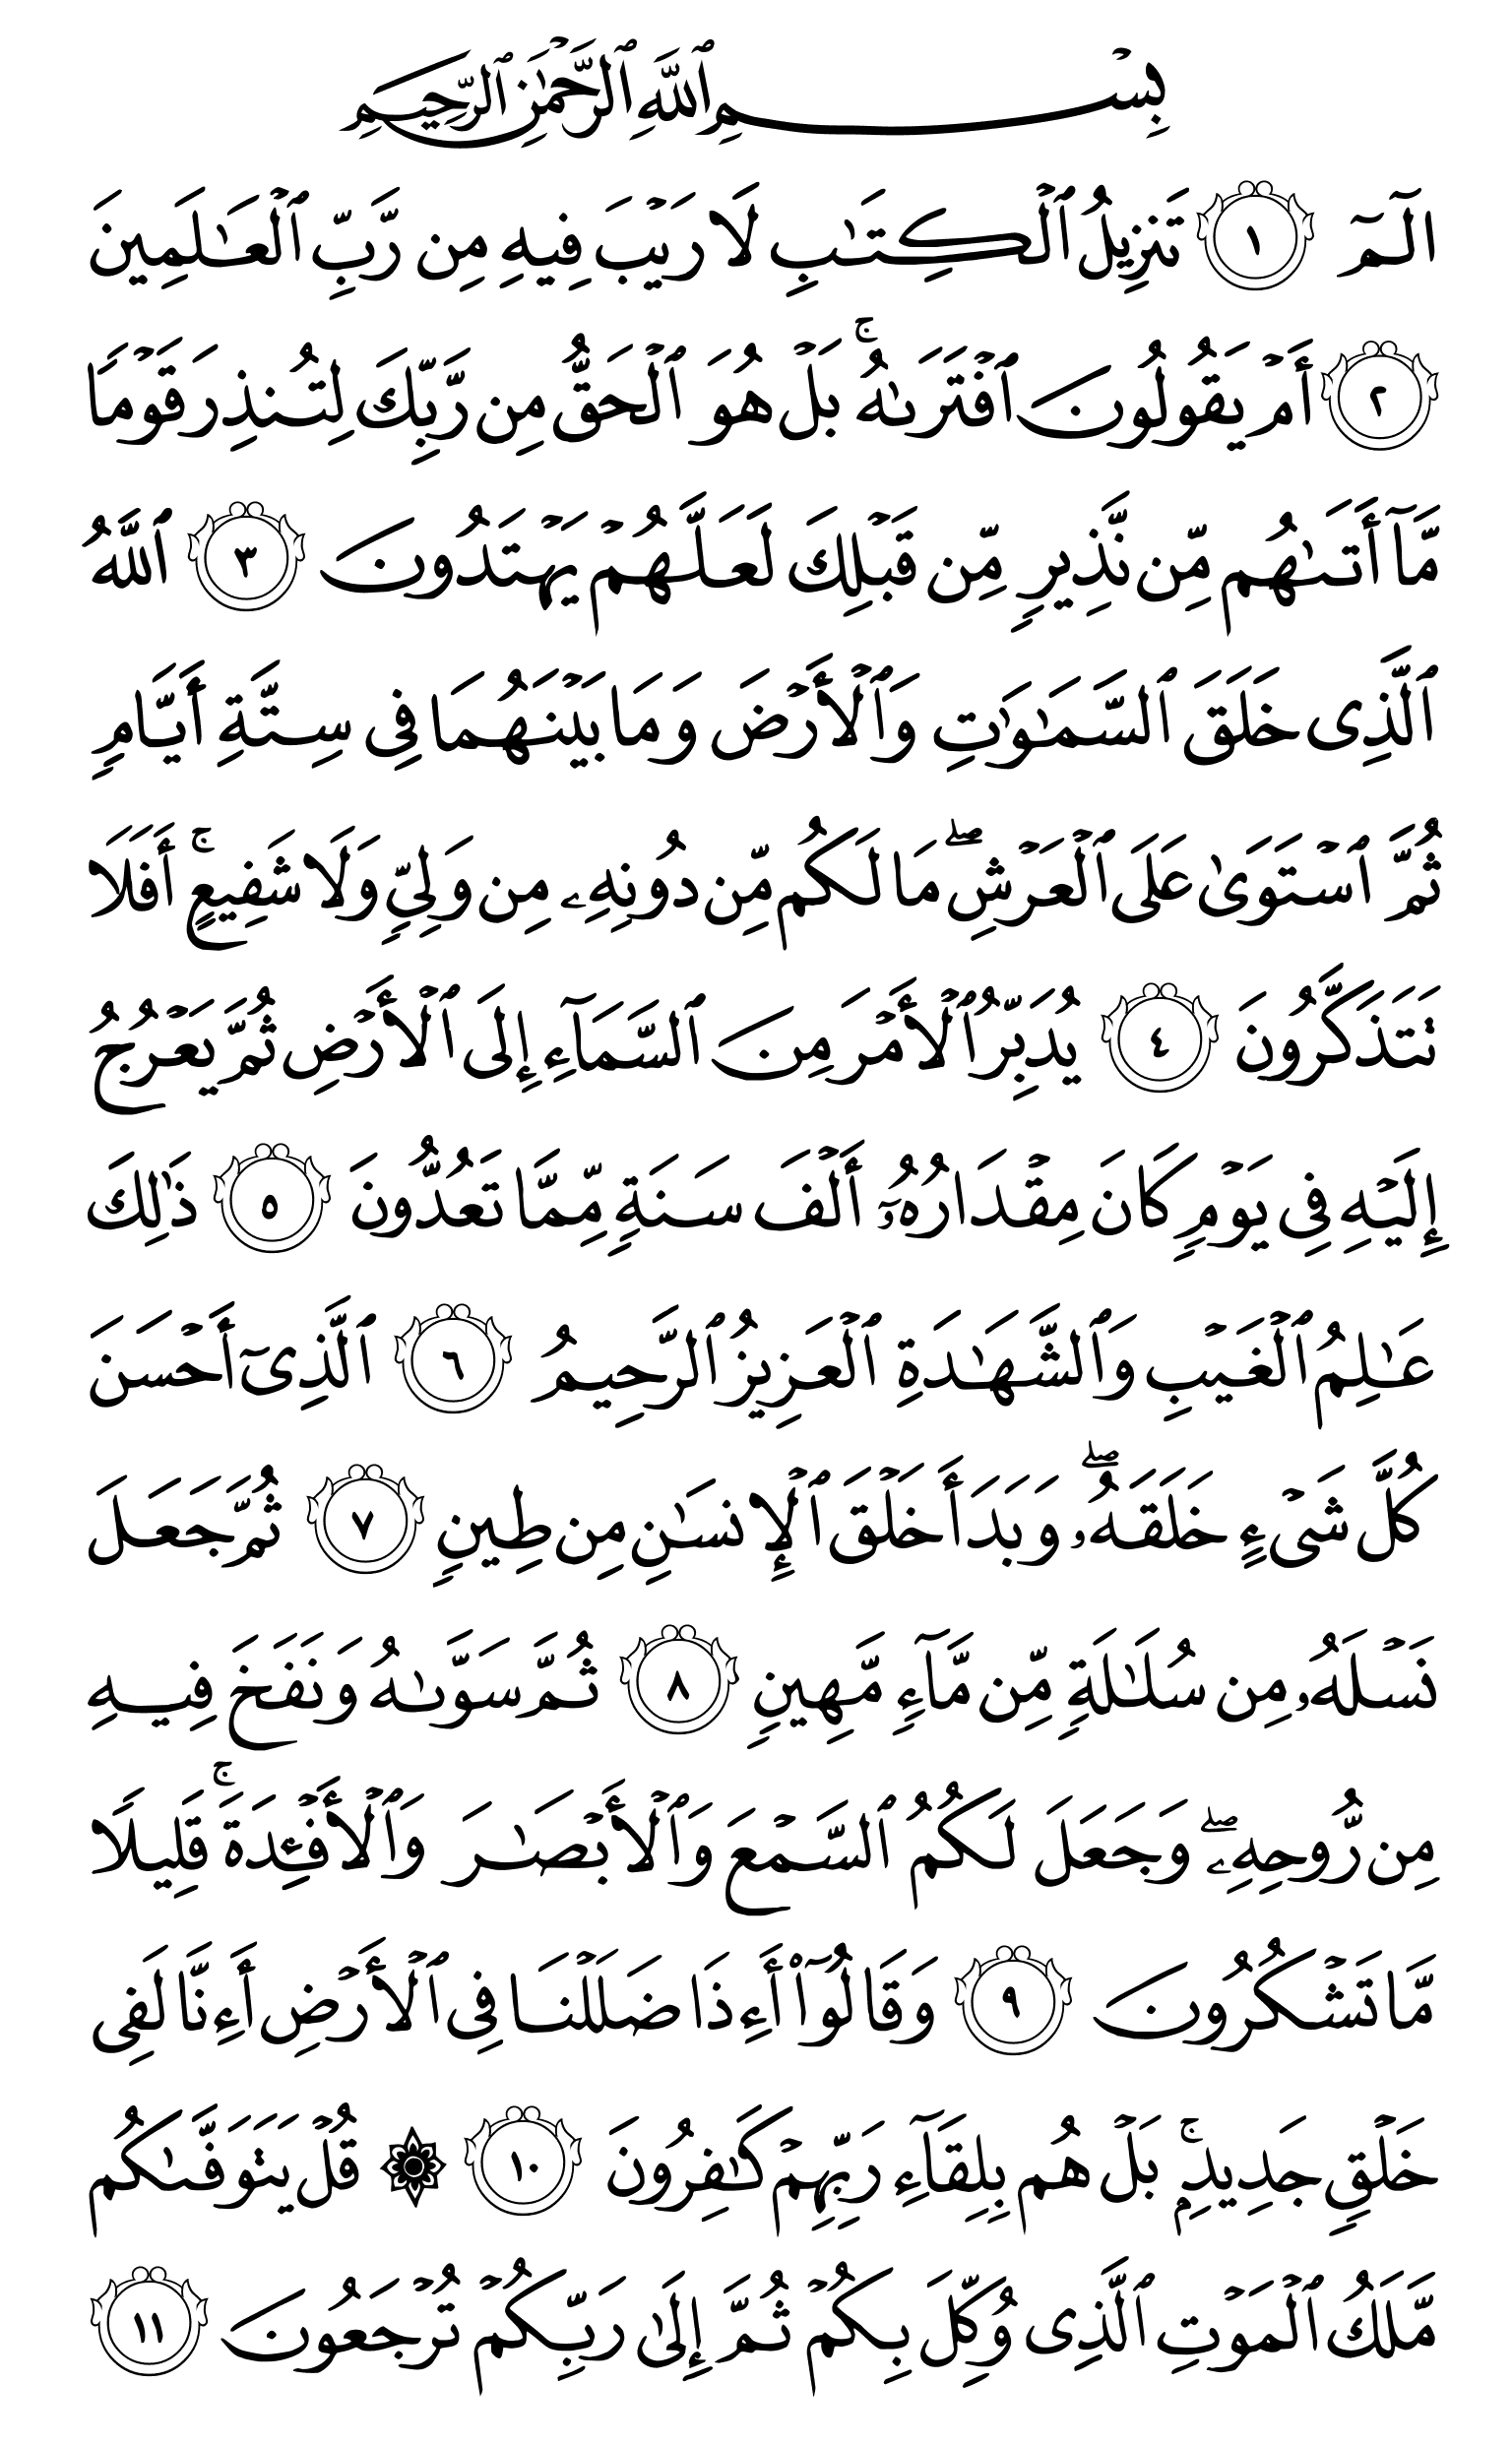 بِسْمِ ٱللَّهِ ٱلرَّحْمَٰنِ ٱلرَّحِيمِ
الٓمٓ ١ تَنزِيلُ ٱلْكِتَٰبِ لَا رَيْبَ فِيهِ مِن رَّبِّ ٱلْعَٰلَمِينَ
٢ أَمْ يَقُولُونَ ٱفْتَرَىٰهُ ۚ بَلْ هُوَ ٱلْحَقُّ مِن رَّبِّكَ لِتُنذِرَ قَوْمًا
مَّآ أَتَىٰهُم مِّن نَّذِيرٍ مِّن قَبْلِكَ لَعَلَّهُمْ يَهْتَدُونَ ٣ ٱللَّهُ
ٱلَّذِى خَلَقَ ٱلسَّمَٰوَٰتِ وَٱلْأَرْضَ وَمَا بَيْنَهُمَا فِى سِتَّةِ أَيَّامٍ
ثُمَّ ٱسْتَوَىٰ عَلَى ٱلْعَرْشِ ۖ مَا لَكُم مِّن دُونِهِۦ مِن وَلِىٍّ وَلَا شَفِيعٍ ۚ أَفَلَا
تَتَذَكَّرُونَ ٤ يُدَبِّرُ ٱلْأَمْرَ مِنَ ٱلسَّمَآءِ إِلَى ٱلْأَرْضِ ثُمَّ يَعْرُجُ
إِلَيْهِ فِى يَوْمٍ كَانَ مِقْدَارُهُۥٓ أَلْفَ سَنَةٍ مِّمَّا تَعُدُّونَ ٥ ذَٰلِكَ
عَٰلِمُ ٱلْغَيْبِ وَٱلشَّهَٰدَةِ ٱلْعَزِيزُ ٱلرَّحِيمُ ٦ ٱلَّذِىٓ أَحْسَنَ
كُلَّ شَىْءٍ خَلَقَهُۥ ۖ وَبَدَأَ خَلْقَ ٱلْإِنسَٰنِ مِن طِينٍ ٧ ثُمَّ جَعَلَ
نَسْلَهُۥ مِن سُلَٰلَةٍ مِّن مَّآءٍ مَّهِينٍ ٨ ثُمَّ سَوَّىٰهُ وَنَفَخَ فِيهِ
مِن رُّوحِهِۦ ۖ وَجَعَلَ لَكُمُ ٱلسَّمْعَ وَٱلْأَبْصَٰرَ وَٱلْأَفْـِٔدَةَ ۚ قَلِيلًا
مَّا تَشْكُرُونَ ٩ وَقَالُوٓا۟ أَءِذَا ضَلَلْنَا فِى ٱلْأَرْضِ أَءِنَّا لَفِى
خَلْقٍ جَدِيدٍۭ ۚ بَلْ هُم بِلِقَآءِ رَبِّهِمْ كَٰفِرُونَ ١٠ ۞ قُلْ يَتَوَفَّىٰكُم
مَّلَكُ ٱلْمَوْتِ ٱلَّذِى وُكِّلَ بِكُمْ ثُمَّ إِلَىٰ رَبِّكُمْ تُرْجَعُونَ ١١